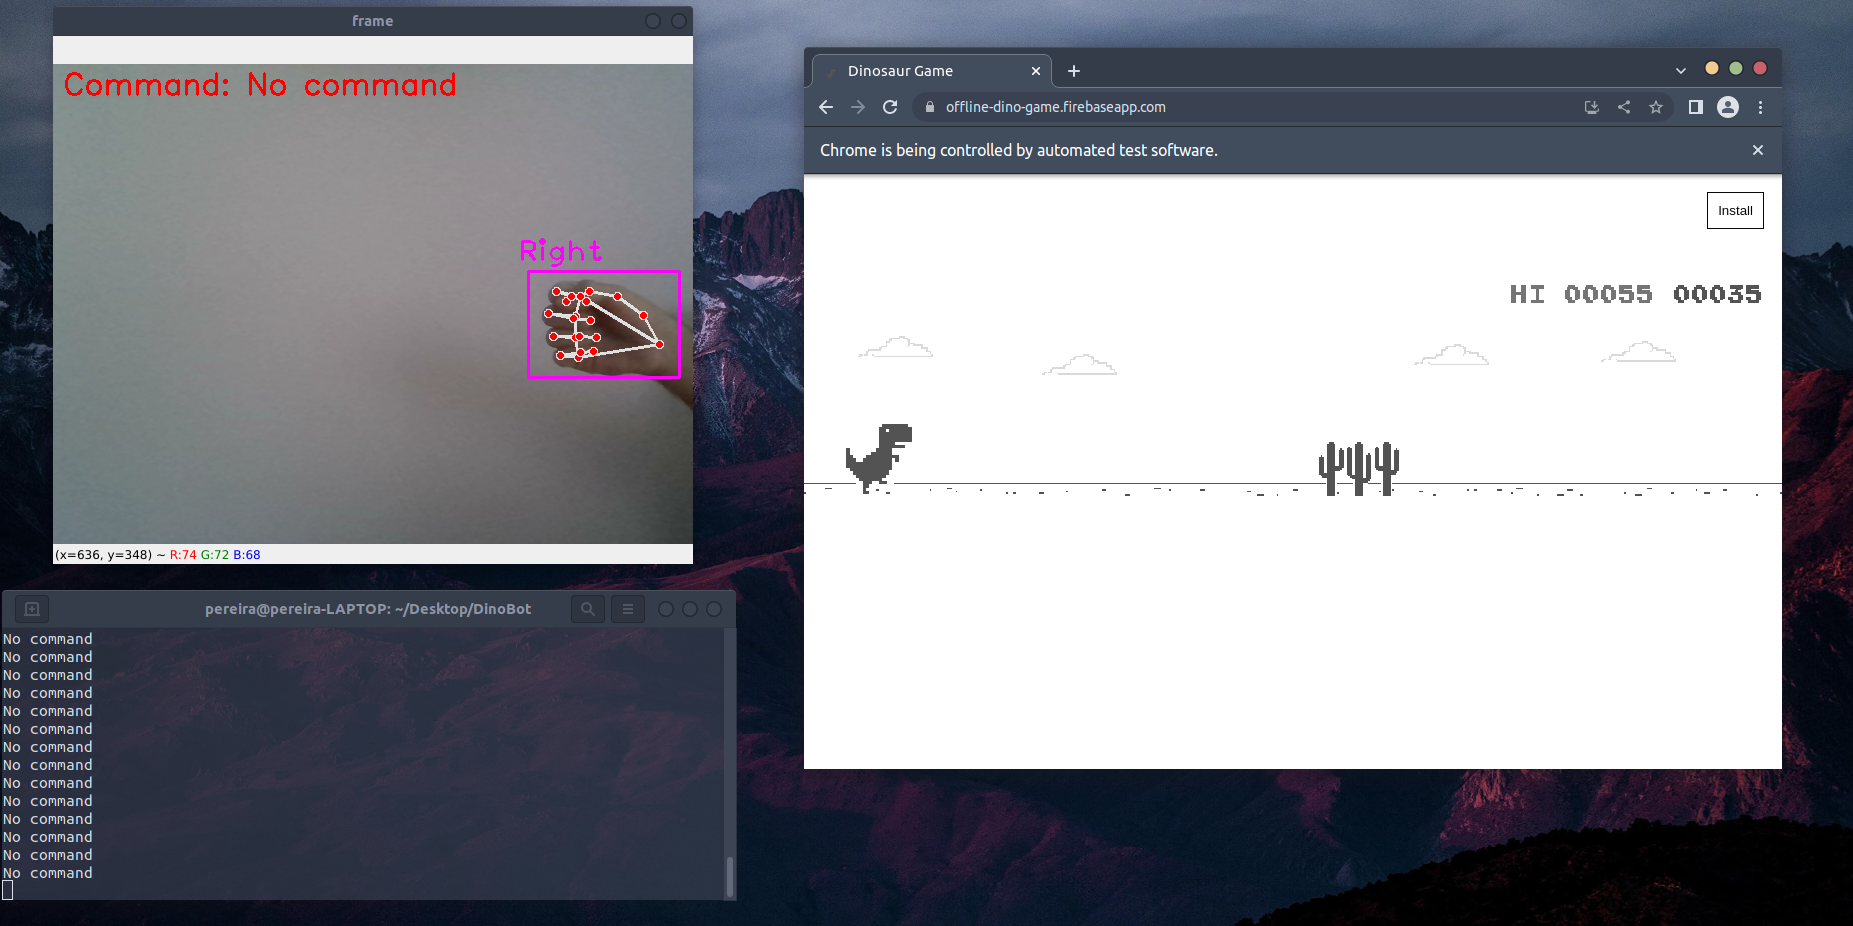 frame
Command: No command
Right
(x=636, y=348) ~ R:74 G:72 B:68
pereira@pereira-LAPTOP: ~/Desktop/DinoBot
No command
No command
No command
No command
No command
No command
No command
No command
No command
No command
No command
No command
No command
No command
Dinosaur Game
offline-dino-game.firebaseapp.com
Chrome is being controlled by automated test software.
Install
HI 00055 00035